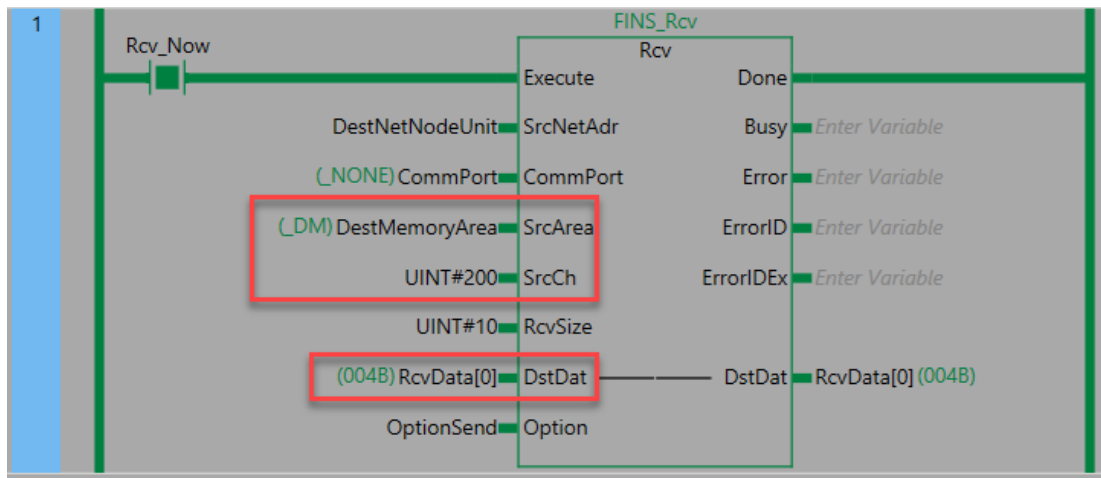 1
FINS_Rcv
Rcv_Now
Rcv
Execute Done
DestNetNodeUnit SrcNetAdr Busy Enter Variable
(_NONE) CommPort CommPort Error Enter Variable
(_DM) DestMemoryArea SrcArea ErrorID Enter Variable
UINT#200 SrcCh ErrorIDEx Enter Variable
UINT#10 RcvSize
(004B) RcvData[0] DstDat DstDat RcvData[0] (004B)
OptionSend Option